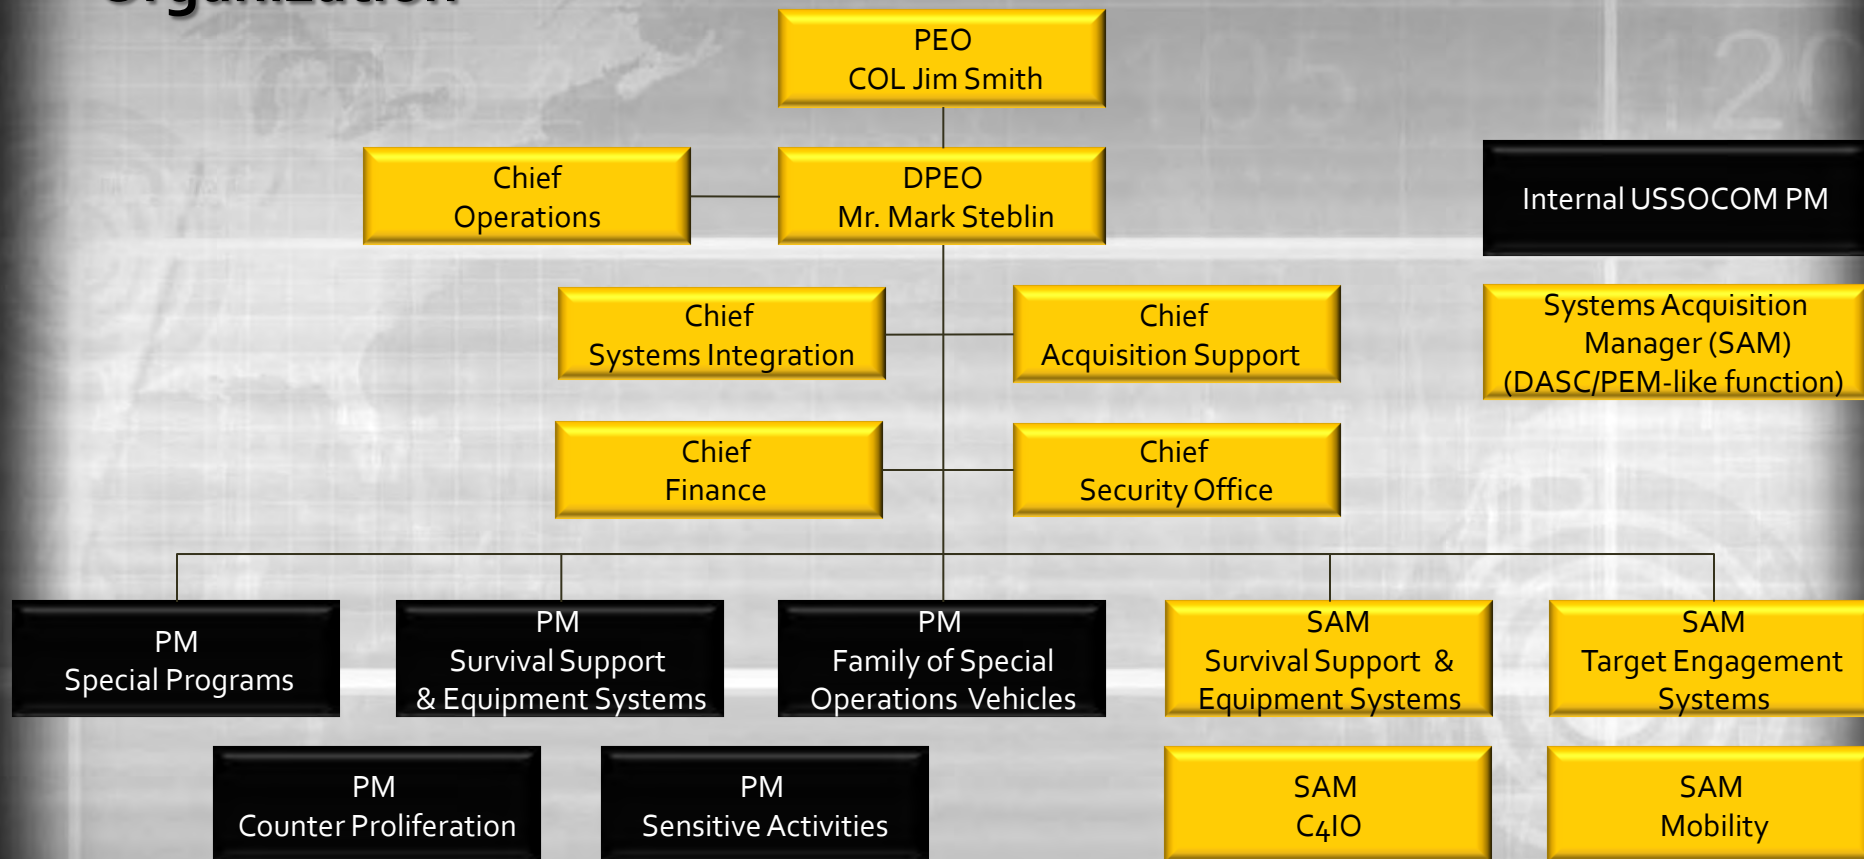 Organization
PEO
COL Jim Smith
Chief
Operations
DPEO
Mr. Mark Steblin
Internal USSOCOM PM
Chief
Systems Integration
Chief
Acquisition Support
Systems Acquisition
Manager (SAM)
(DASC/PEM-like function)
Chief
Finance
Chief
Security Office
PM
Special Programs
PM
Survival Support
& Equipment Systems
PM
Family of Special
Operations Vehicles
SAM
Survival Support &
Equipment Systems
SAM
Target Engagement
Systems
PM
Counter Proliferation
PM
Sensitive Activities
SAM
C4IO
SAM
Mobility
105